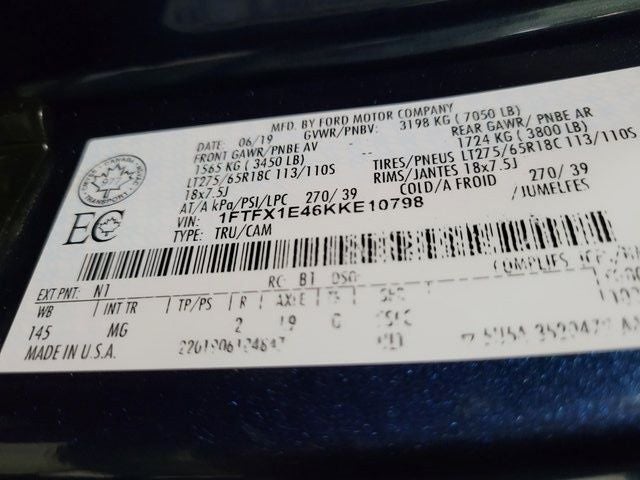 MFD. BY FORD MOTOR COMPANY
DATE: 06/19 GVWR/PNBV: 3198 KG (7050 LB)
FRONT GAWR/PNBE AV -- REAR GAWR/ PNBE AR
1565 KG (3450 LB) 1724 KG (3800 LB)
LT275/65R18C 113/110S TIRES/PNEUS LT275/65R18C 113/110S
18x7.5J RIMS/JANTES 18x7.5J
AT/A kPa/PSI/LPC 270/ 39 COLD/A FROID 270/ 39
VIN: 1FTFX1E46KKE10798 /JUMELFES
TYPE: TRU/CAM
CANADA
TRANSPORT
EC
EXT PNT: N1 RC: B1 DSO:
WB INT TR TP/PS R AXLE
145 MG 2 19 G
MADE IN U.S.A.